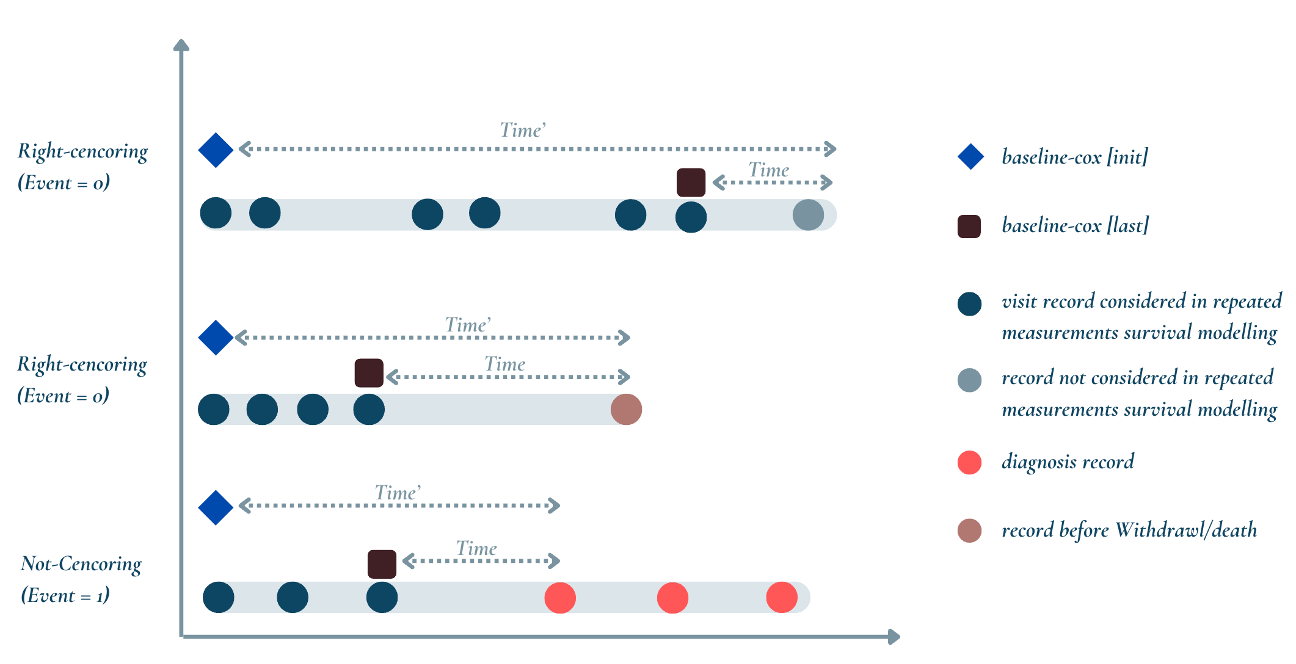 Right-cencoring
(Event = 0)
Time'
Time
Right-cencoring
(Event = 0)
Time'
Time
Not-Cencoring
(Event = 1)
Time'
Time
baseline-cox [init]
baseline-cox [last]
visit record considered in repeated
measurements survival modelling
record not considered in repeated
measurements survival modelling
diagnosis record
record before Withdrawl/death